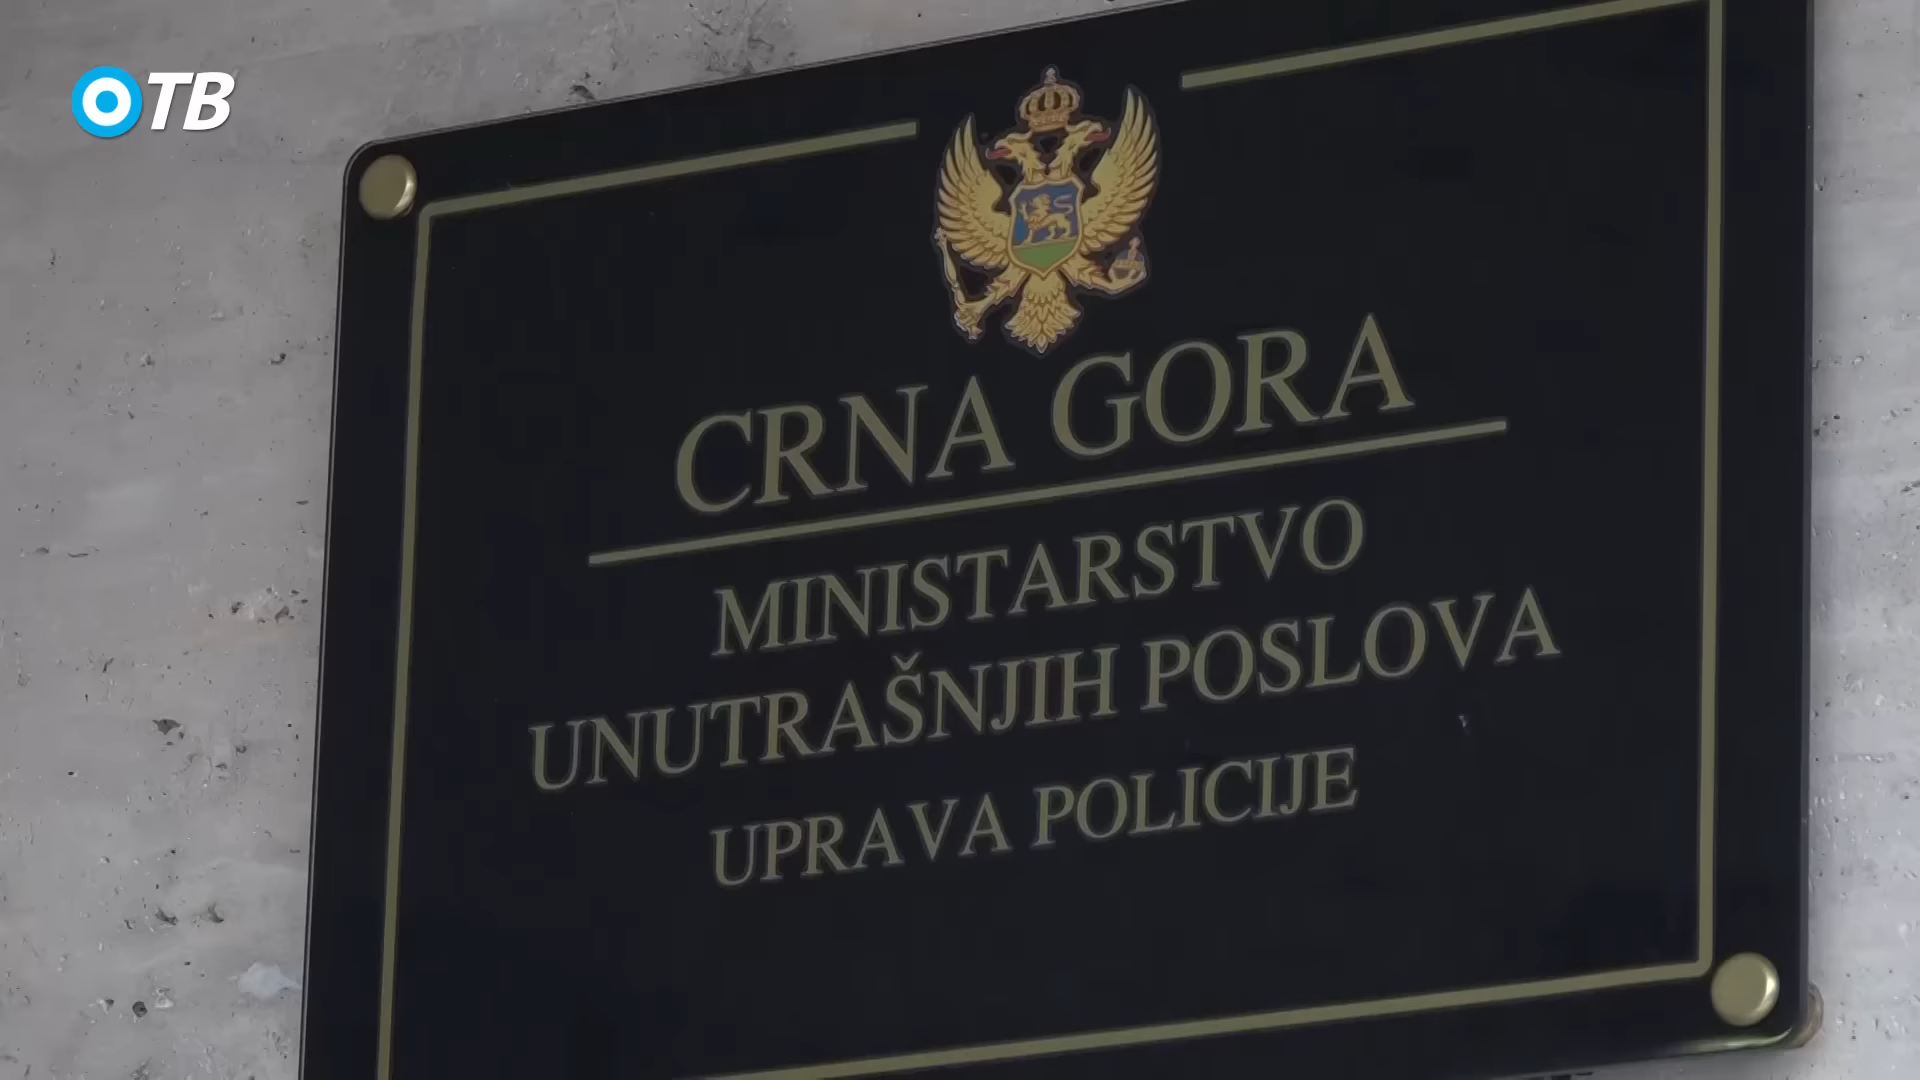 OTB
CRNA GORA
MINISTARSTVO
UNUTRAŠNJIH POSLOVA
UPRAVA POLICIJE